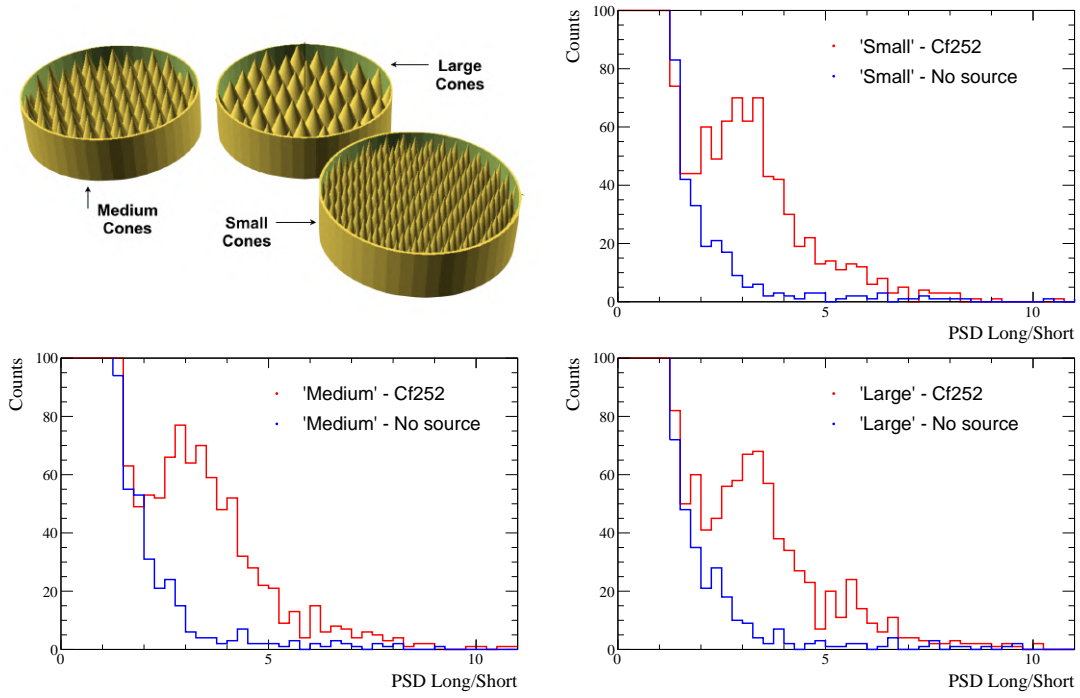 Large
Cones
Medium
Cones
Small
Cones
Counts
100
80
60
40
20
0
'Small' - Cf252
'Small' - No source
0
5
10
PSD Long/Short
Counts
100
80
60
40
20
0
'Medium' - Cf252
'Medium' - No source
0
5
10
PSD Long/Short
Counts
100
80
60
40
20
0
'Large' - Cf252
'Large' - No source
0
5
10
PSD Long/Short